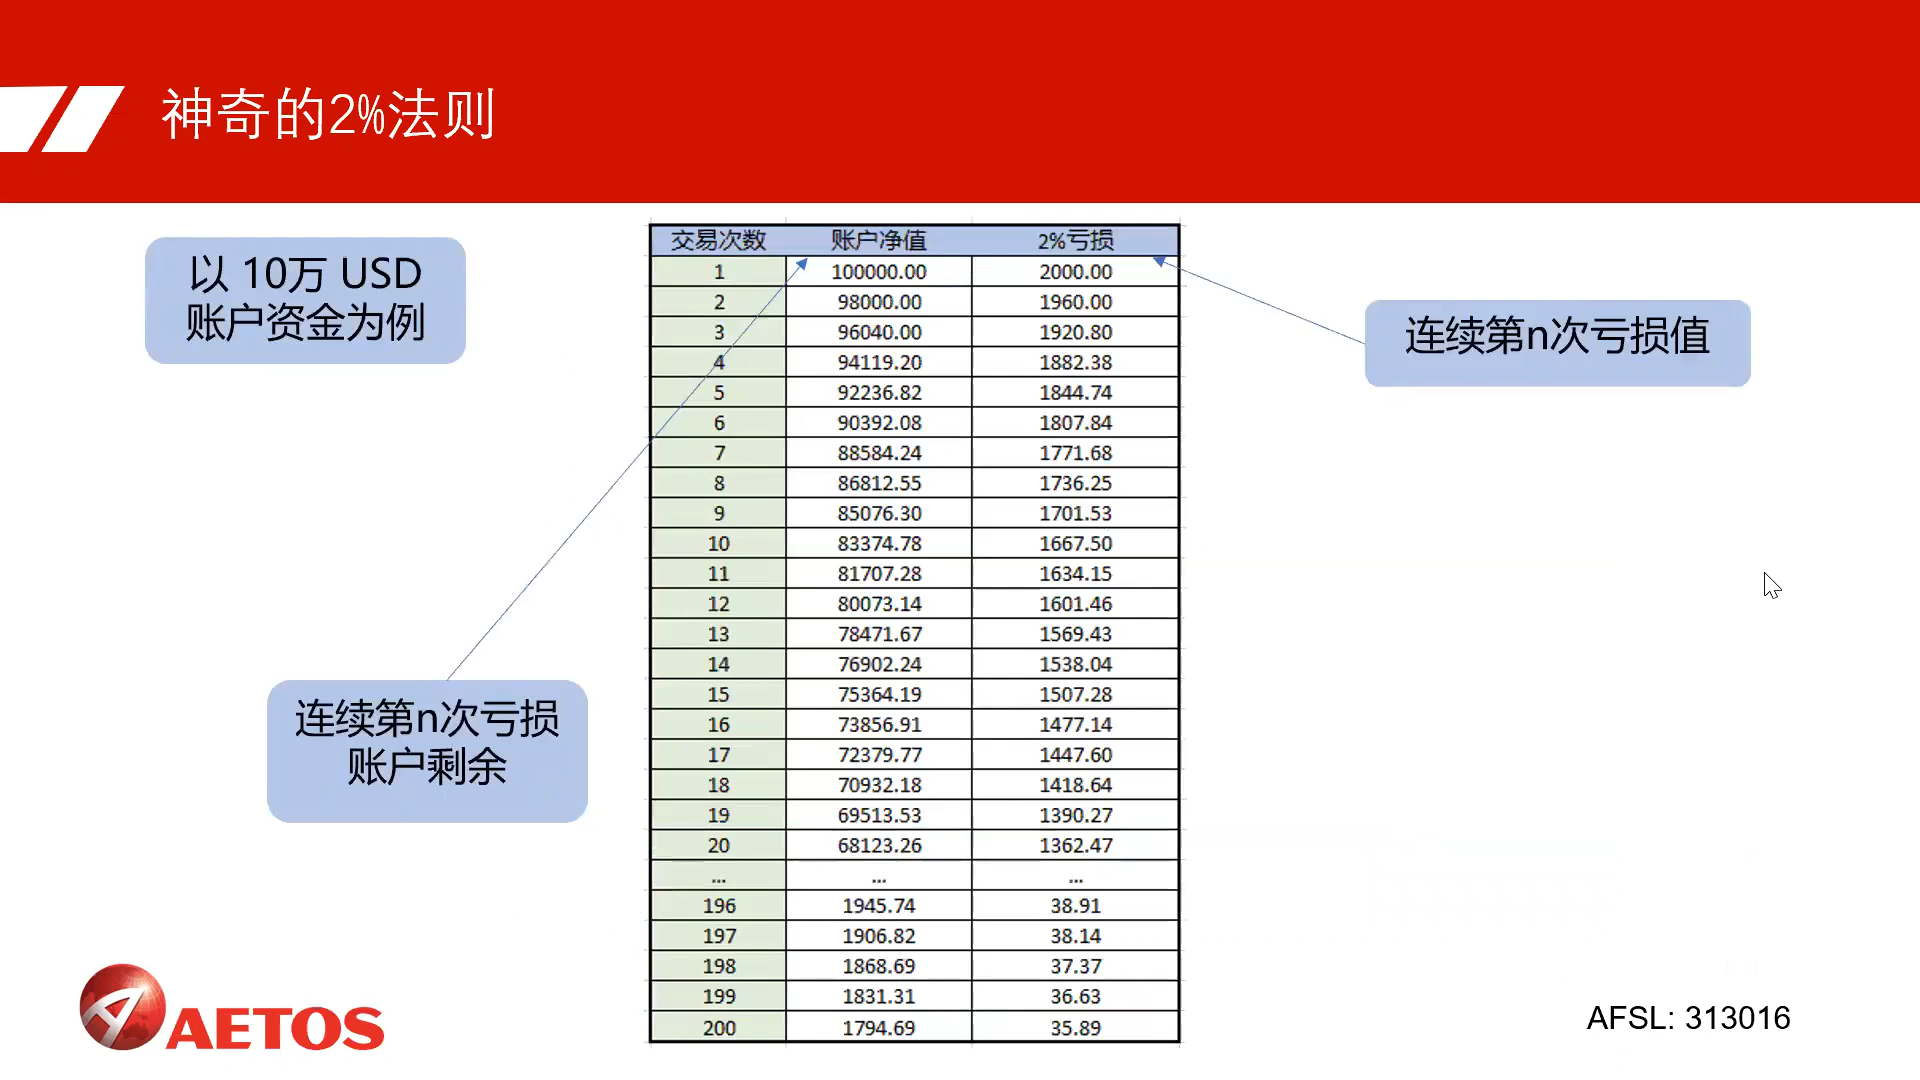 神奇的2%法则
以 10万 USD
账户资金为例
交易次数 账户净值 2%亏损
1 100000.00 2000.00
2 98000.00 1960.00
3 96040.00 1920.80
4 94119.20 1882.38
5 92236.82 1844.74
6 90392.08 1807.84
7 88584.24 1771.68
8 86812.55 1736.25
9 85076.30 1701.53
10 83374.78 1667.50
11 81707.28 1634.15
12 80073.14 1601.46
13 78471.67 1569.43
14 76902.24 1538.04
15 75364.19 1507.28
16 73856.91 1477.14
17 72379.77 1447.60
18 70932.18 1418.64
19 69513.53 1390.27
20 68123.26 1362.47
... ... ...
196 1945.74 38.91
197 1906.82 38.14
198 1868.69 37.37
199 1831.31 36.63
200 1794.69 35.89
连续第n次亏损值
连续第n次亏损
账户剩余
AETOS
AFSL: 313016